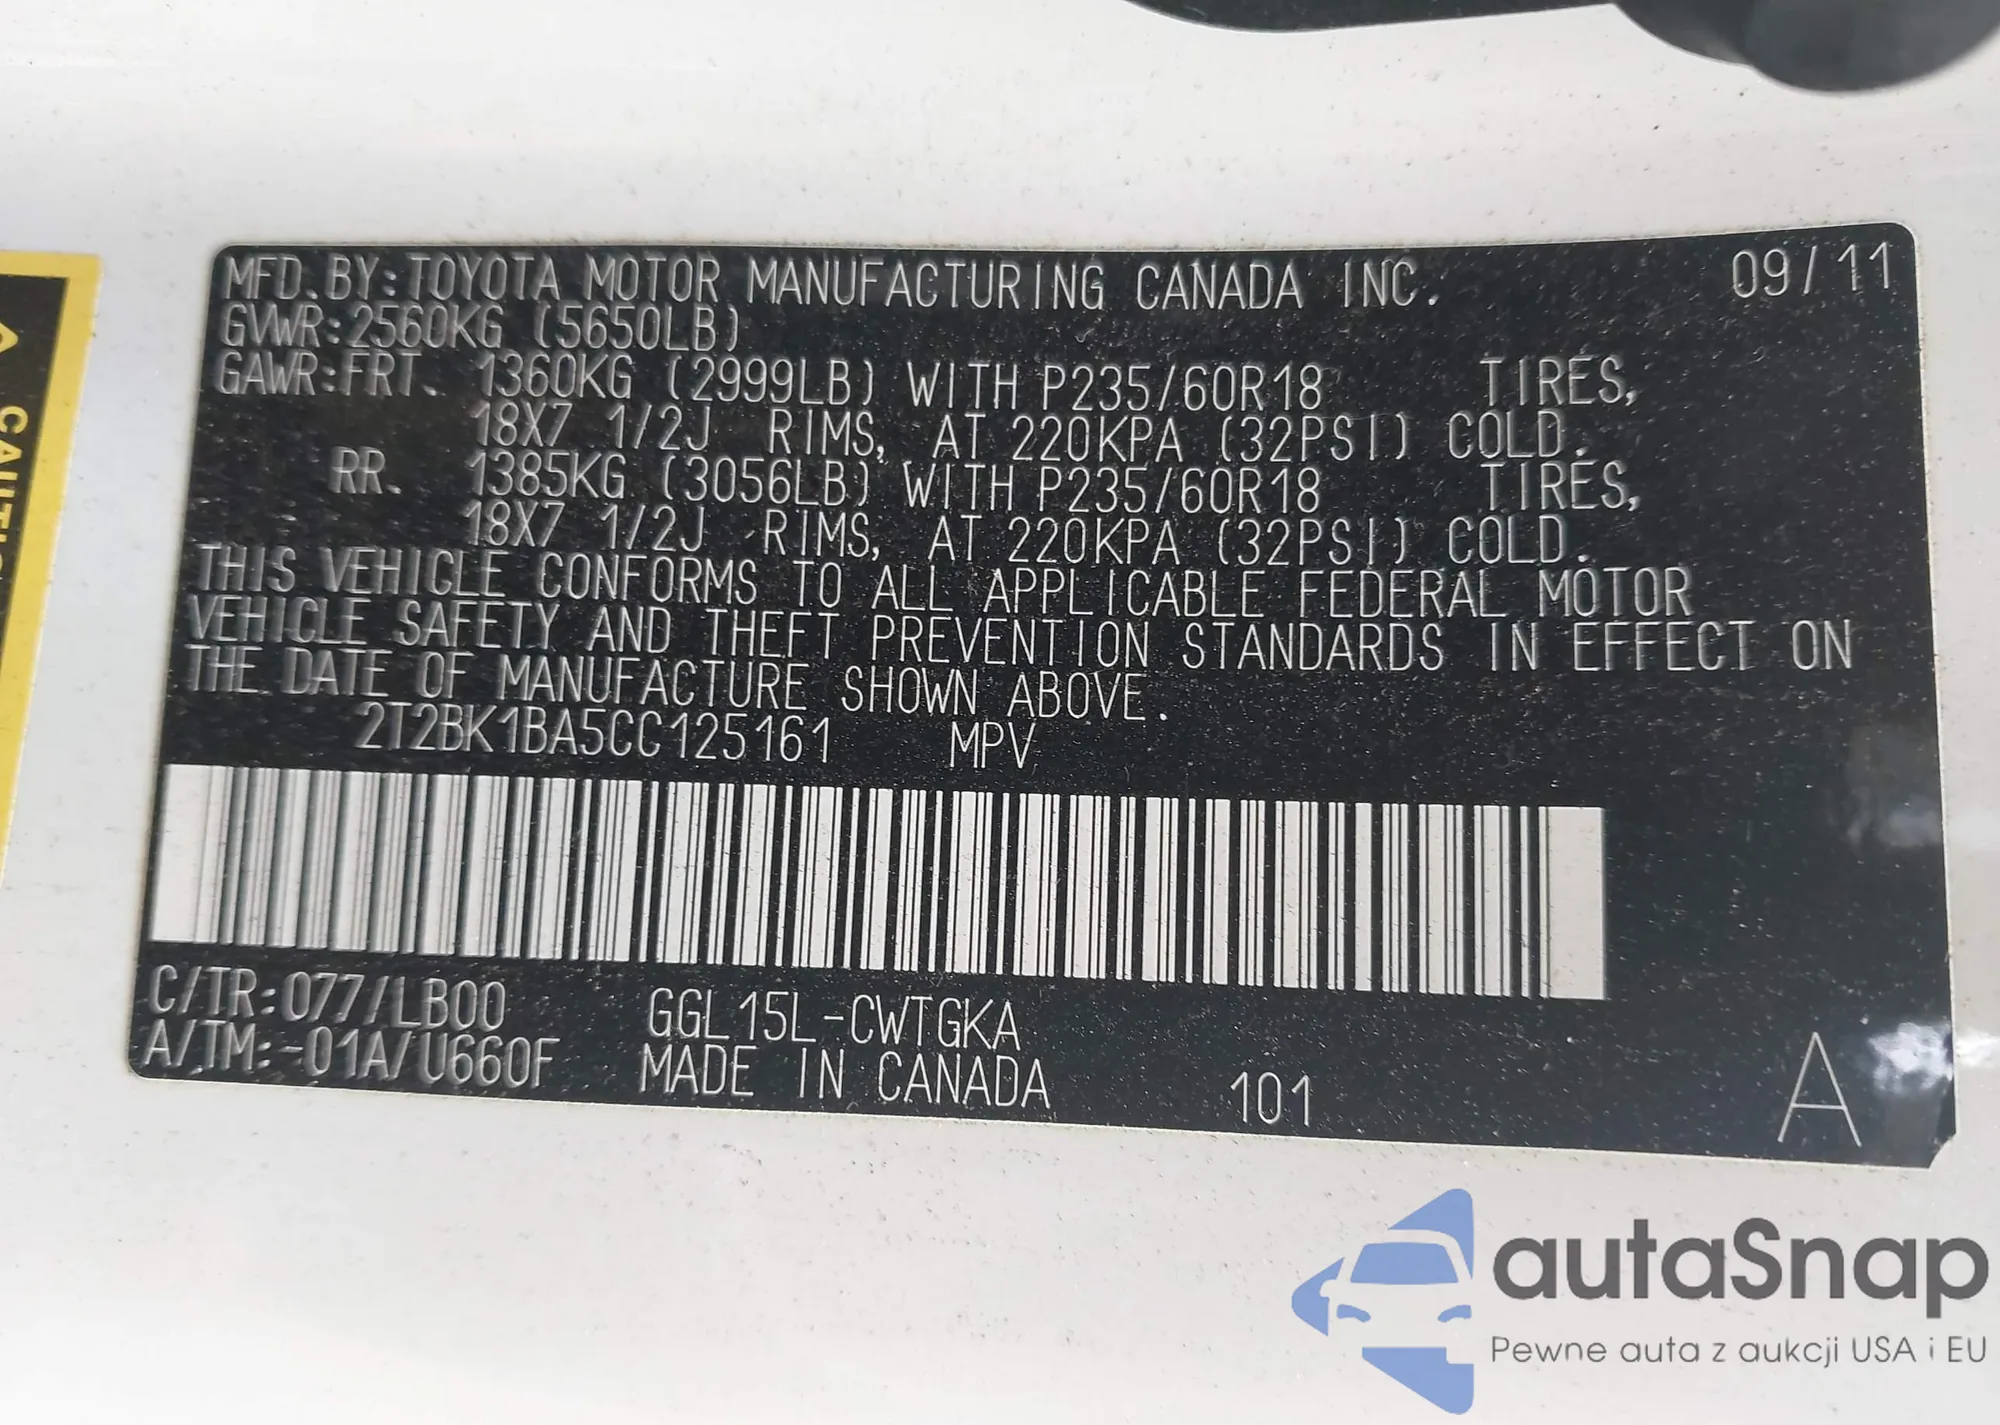 MFD.BY:TOYOTA MOTOR MANUFACTURING CANADA INC. 09/11
GVWR:2560KG (5650LB)
GAWR:FRT. 1360KG (2999LB) WITH P235/60R18 TIRES,
18X7 1/2J RIMS, AT 220KPA (32PSI) COLD.
RR. 1385KG (3056LB) WITH P235/60R18 TIRES,
18X7 1/2J RIMS, AT 220KPA (32PSI) COLD.
THIS VEHICLE CONFORMS TO ALL APPLICABLE FEDERAL MOTOR
VEHICLE SAFETY AND THEFT PREVENTION STANDARDS IN EFFECT ON
THE DATE OF MANUFACTURE SHOWN ABOVE.
2T2BK1BA5CC125161 MPV
C/TR:077/LB00 GGL15L-CWTGKA
A/TM:-01A/U660F MADE IN CANADA 101 A
autaSnap
Pewne auta z aukcji USA i EU